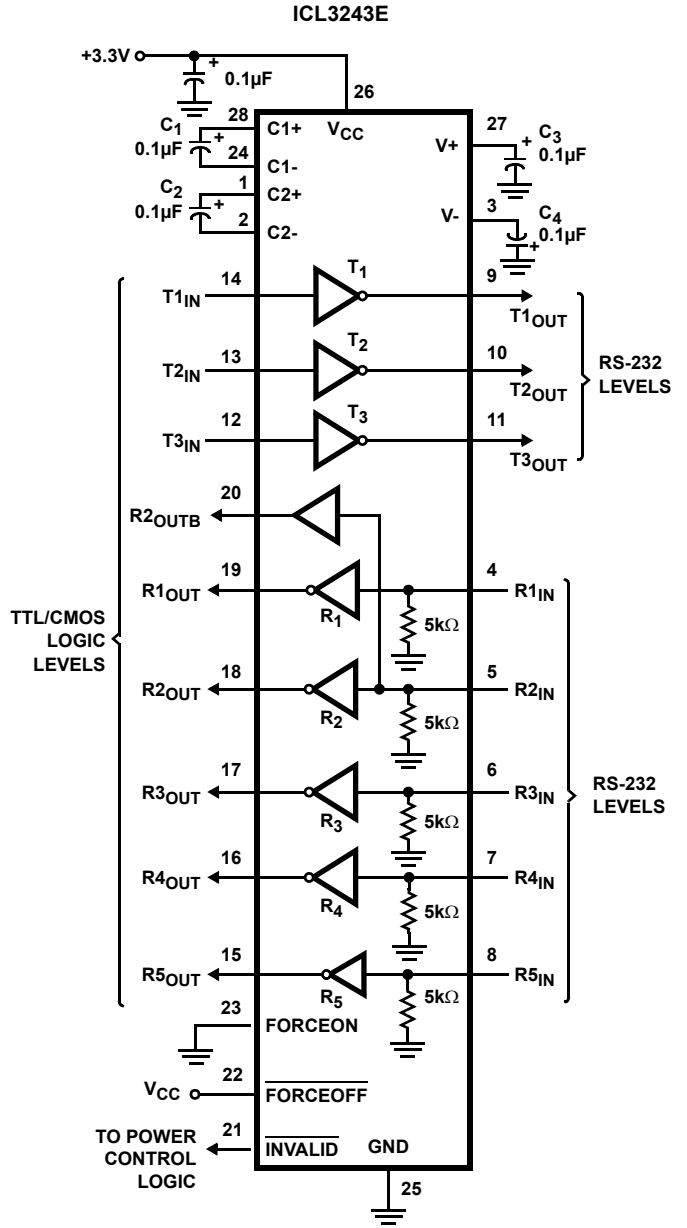 ICL3243E
+3.3V
+
0.1µF
26
28
C1+
VCC
27
C1
0.1µF
+
24
C1-
V+
+
C3
0.1µF
1
C2+
C2
0.1µF
+
2
C2-
3
V-
C4
0.1µF
+
T1IN
14
T1
9
T1OUT
T2IN
13
T2
10
T2OUT
RS-232
LEVELS
T3IN
12
T3
11
T3OUT
R2OUTB
20
R1OUT
19
R1
5kΩ
4
R1IN
TTL/CMOS
LOGIC
LEVELS
R2OUT
18
R2
5kΩ
5
R2IN
R3OUT
17
R3
5kΩ
6
R3IN
RS-232
LEVELS
R4OUT
16
R4
5kΩ
7
R4IN
R5OUT
15
R5
5kΩ
8
R5IN
23
FORCEON
VCC
22
FORCEOFF
TO POWER
CONTROL
LOGIC
21
INVALID
GND
25